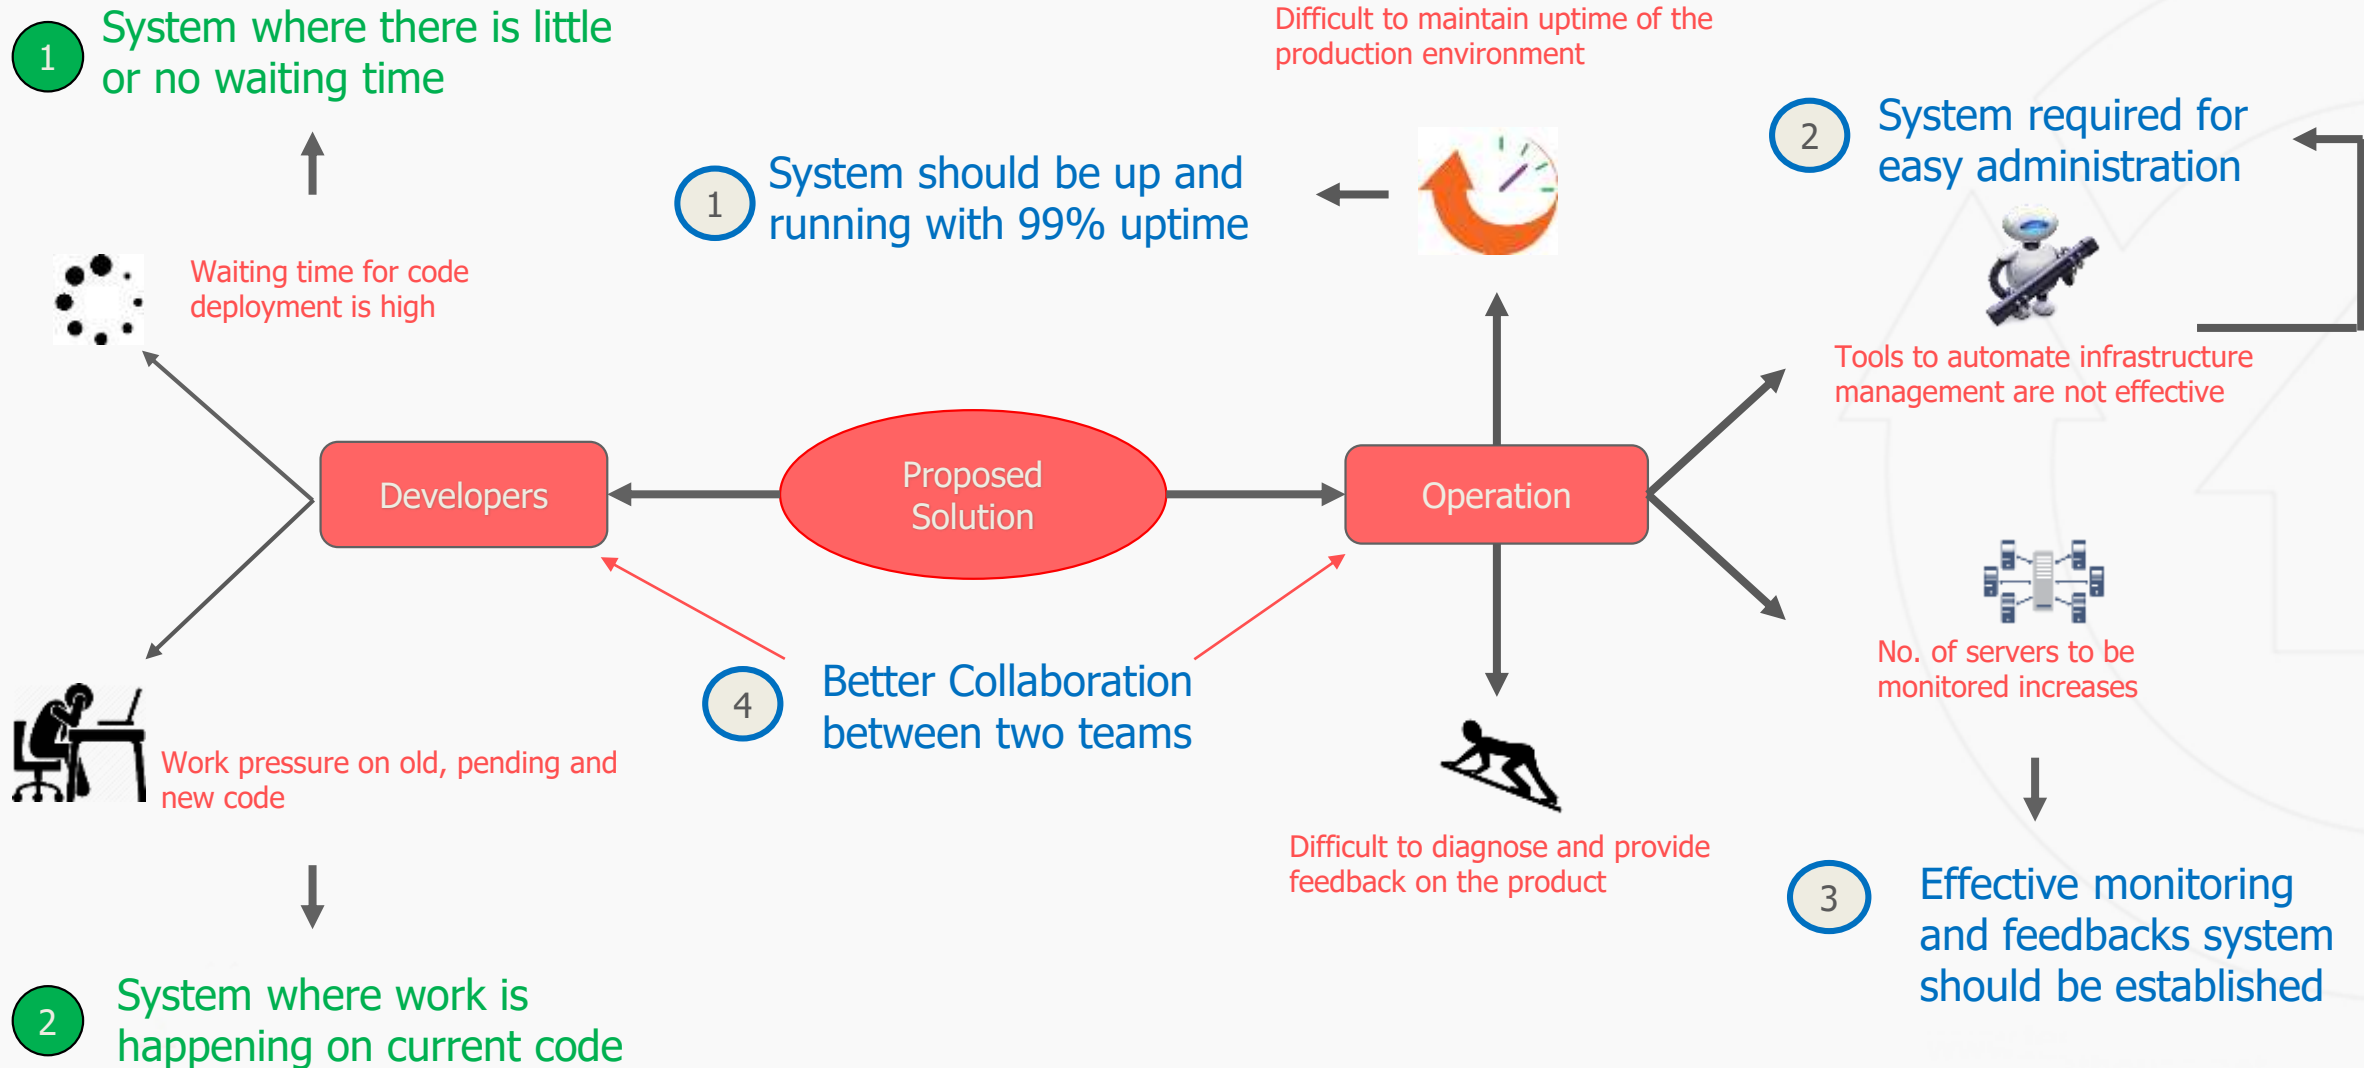 1
System where there is little
or no waiting time
Difficult to maintain uptime of the
production environment
1
System should be up and
running with 99% uptime
2
System required for
easy administration
Waiting time for code
deployment is high
Tools to automate infrastructure
management are not effective
Developers
Proposed
Solution
Operation
No. of servers to be
monitored increases
4
Better Collaboration
between two teams
Work pressure on old, pending and
new code
Difficult to diagnose and provide
feedback on the product
3
Effective monitoring
and feedbacks system
should be established
2
System where work is
happening on current code